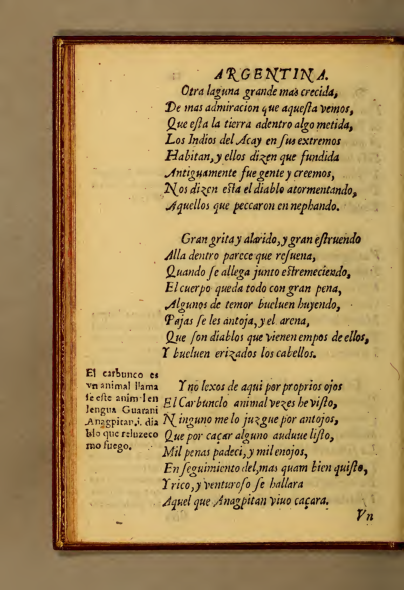 ARGENTINA.
Otra laguna grande mas crecida,
De mas admiracion que aquesta vemos,
Que esta la tierra adentro algo metida,
Los Indios del Acay en sus extremos
Habitan, y ellos dizen que fundida
Antiguamente fue gente y creemos,
Nos dizen està el diablo atormentando,
Aquellos que peccaron en nephando.
Gran grita y alarido, y gran estruendo
Alla dentro parece que resuena,
Quando se allega junto estremeciendo,
El cuerpo queda todo con gran pena,
Algunos de temor bueluen huyendo,
Pajas se les antoja, y el arena,
Que son diablos que vienen empos de ellos,
Y bueluen erizados los cabellos.
El carbunco es
vn animal llama
se este anim l en
lengua Guarani
Anagpitan, i. dia
blo que reluze co
mo fuego.
Y no lexos de aqui por proprios ojos
El Carbunclo animal vezes he visto,
Ninguno me lo juzgue por antojos,
Que por caçar alguno anduue listo,
Mil penas padeci, y mil enojos,
En seguimiento del, mas quam bien quisto,
Y rico, y venturoso se hallara
Aquel que Anagpitan viuo caçara.
Vn